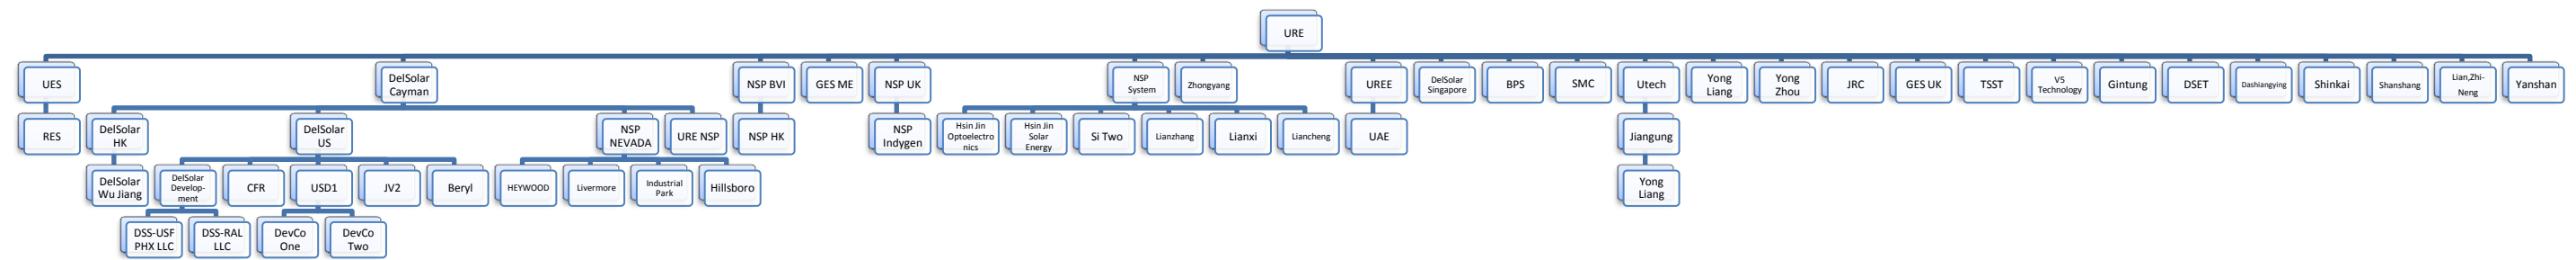 URE
UES
DelSolar
Cayman
NSP BVI
GES ME
NSP UK
NSP
System
Zhongyang
UREE
DelSolar
Singapore
BPS
SMC
Utech
Yong
Liang
Yong
Zhou
JRC
GES UK
TSST
V5
Technology
Gintung
DSET
Dashiangying
Shinkai
Shanshang
Lian,Zhi-
Neng
Yanshan
RES
DelSolar
HK
DelSolar
US
NSP
NEVADA
URE NSP
NSP HK
NSP
Indygen
Hsin Jin
Optoelectro
nics
Hsin Jin
Solar
Energy
Si Two
Lianzhang
Lianxi
Liancheng
UAE
Jiangung
DelSolar
Wu Jiang
DelSolar
Develop-
ment
CFR
USD1
JV2
Beryl
HEYWOOD
Livermore
Industrial
Park
Hillsboro
Yong
Liang
DSS-USF
PHX LLC
DSS-RAL
LLC
DevCo
One
DevCo
Two